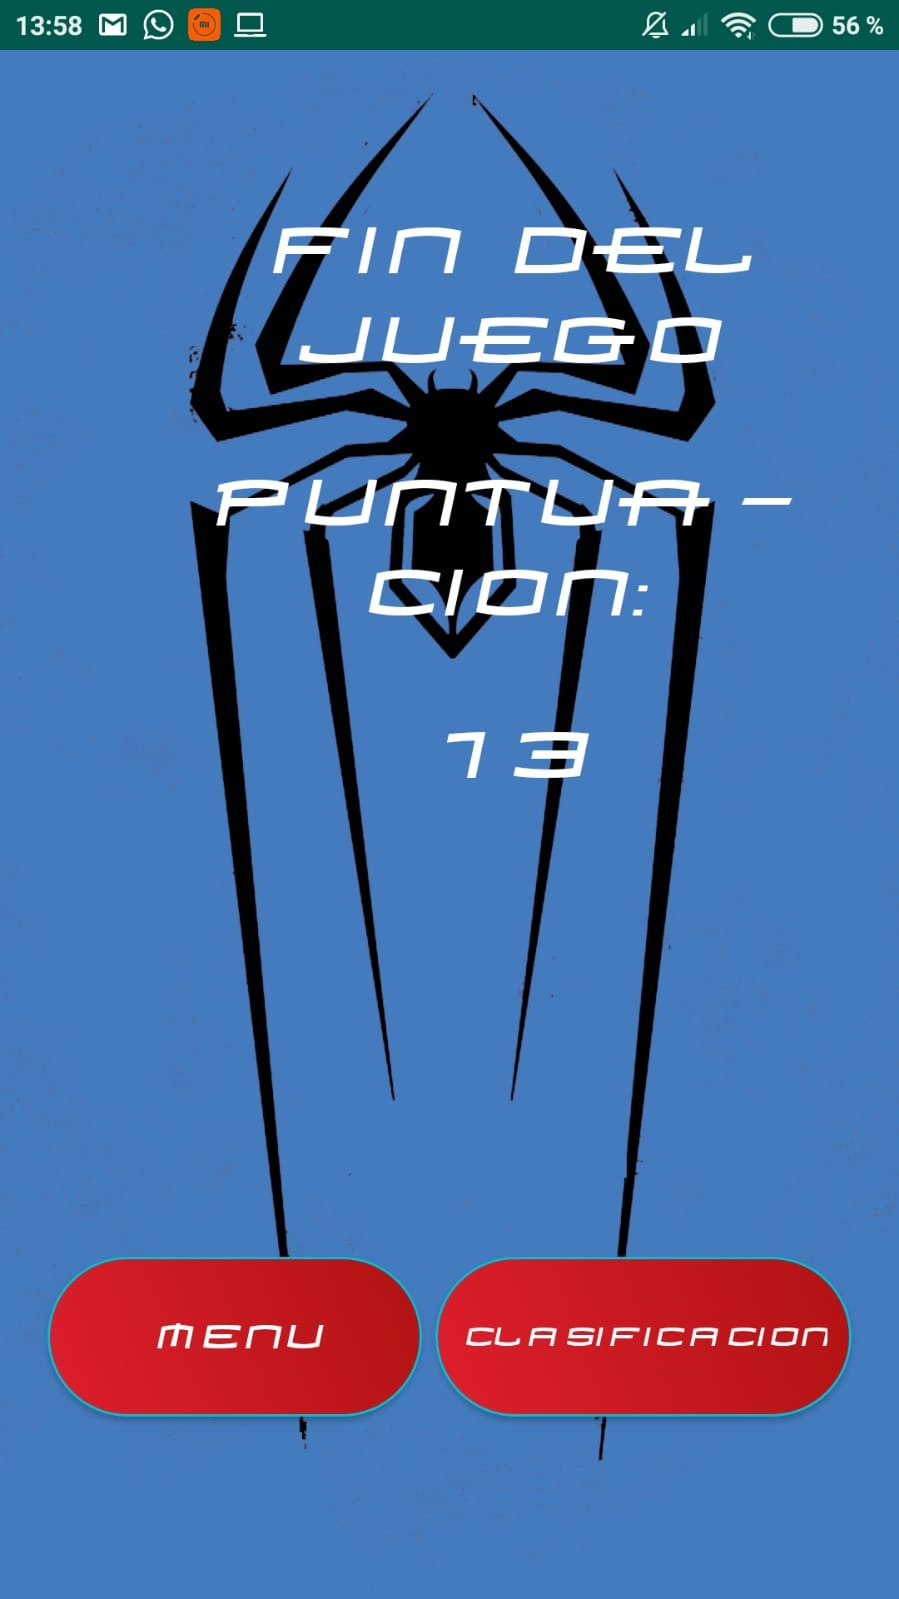 13:58 56 %
FIN DEL
JUEGO
PUNTUA-
CION:
13
MENU CLASIFICACION